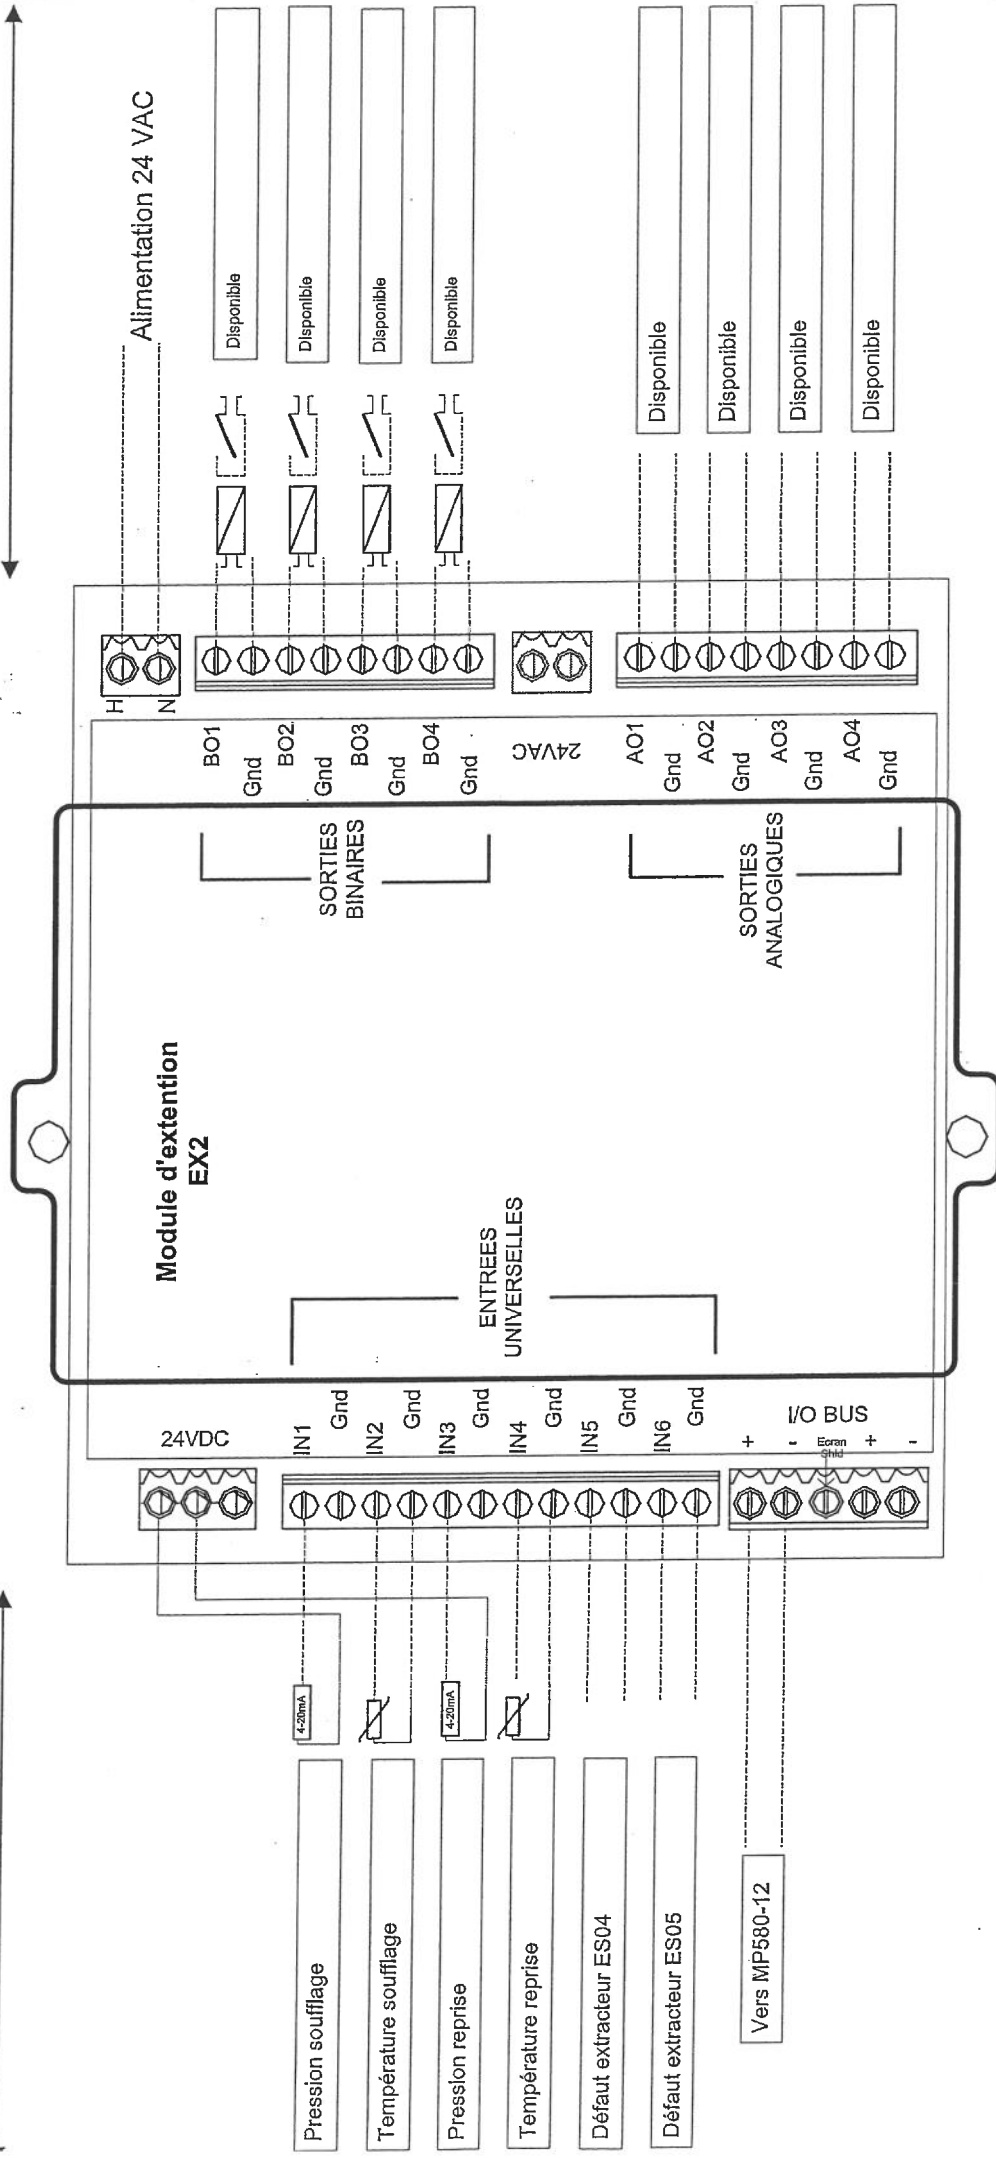 Alimentation 24 VAC
Disponible
Disponible
Disponible
Disponible
Disponible
Disponible
Disponible
Disponible
H
N
BO1
Gnd
BO2
Gnd
BO3
Gnd
BO4
Gnd
24VAC
AO1
Gnd
AO2
Gnd
AO3
Gnd
AO4
Gnd
SORTIES
BINAIRES
SORTIES
ANALOGIQUES
Module d'extention
EX2
ENTREES
UNIVERSELLES
24VDC
IN1
Gnd
IN2
Gnd
IN3
Gnd
IN4
Gnd
IN5
Gnd
IN6
Gnd
I/O BUS
+
-
Ecran
Shld
+
-
4-20mA
4-20mA
Pression soufflage
Température soufflage
Pression reprise
Température reprise
Défaut extracteur ES04
Défaut extracteur ES05
Vers MP580-12